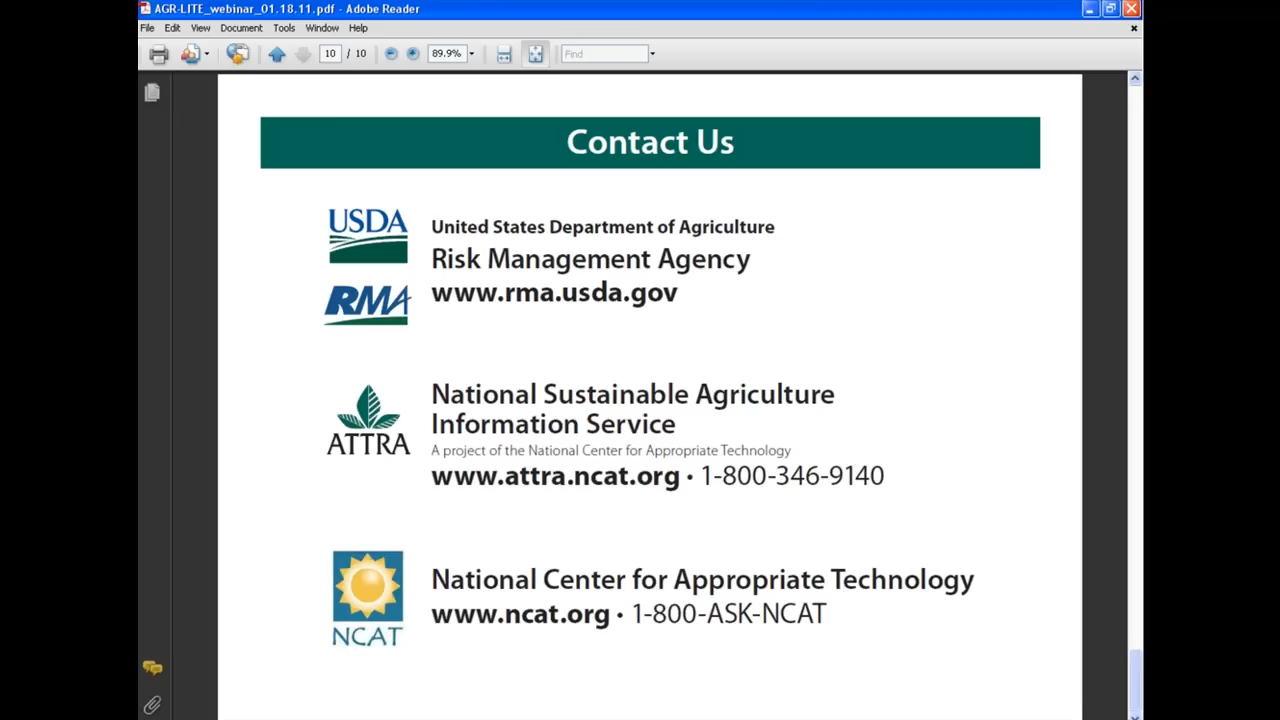 AGR-LITE_webinar_01.18.11.pdf - Adobe Reader
File Edit View Document Tools Window Help
10 / 10 89.9% Find
Contact Us
USDA
United States Department of Agriculture
Risk Management Agency
RMA
www.rma.usda.gov
National Sustainable Agriculture
Information Service
ATTRA
A project of the National Center for Appropriate Technology
www.attra.ncat.org • 1-800-346-9140
National Center for Appropriate Technology
www.ncat.org • 1-800-ASK-NCAT
NCAT